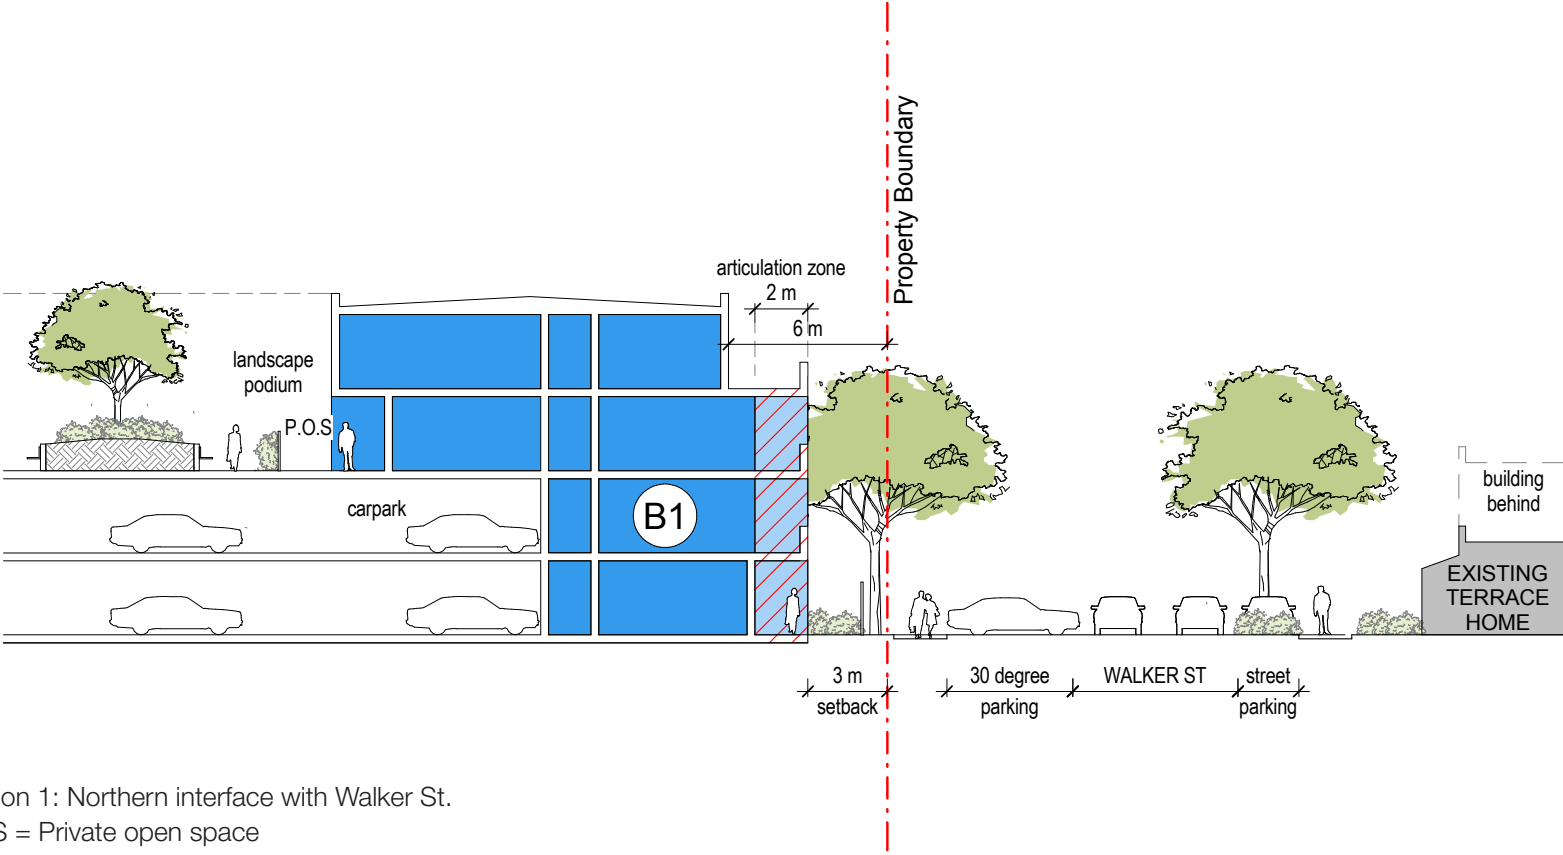 Property Boundary
articulation zone
2 m
6 m
landscape
podium
P.O.S
carpark
B1
building
behind
EXISTING
TERRACE
HOME
3 m
setback
30 degree
parking
WALKER ST
street
parking
on 1: Northern interface with Walker St.
S = Private open space